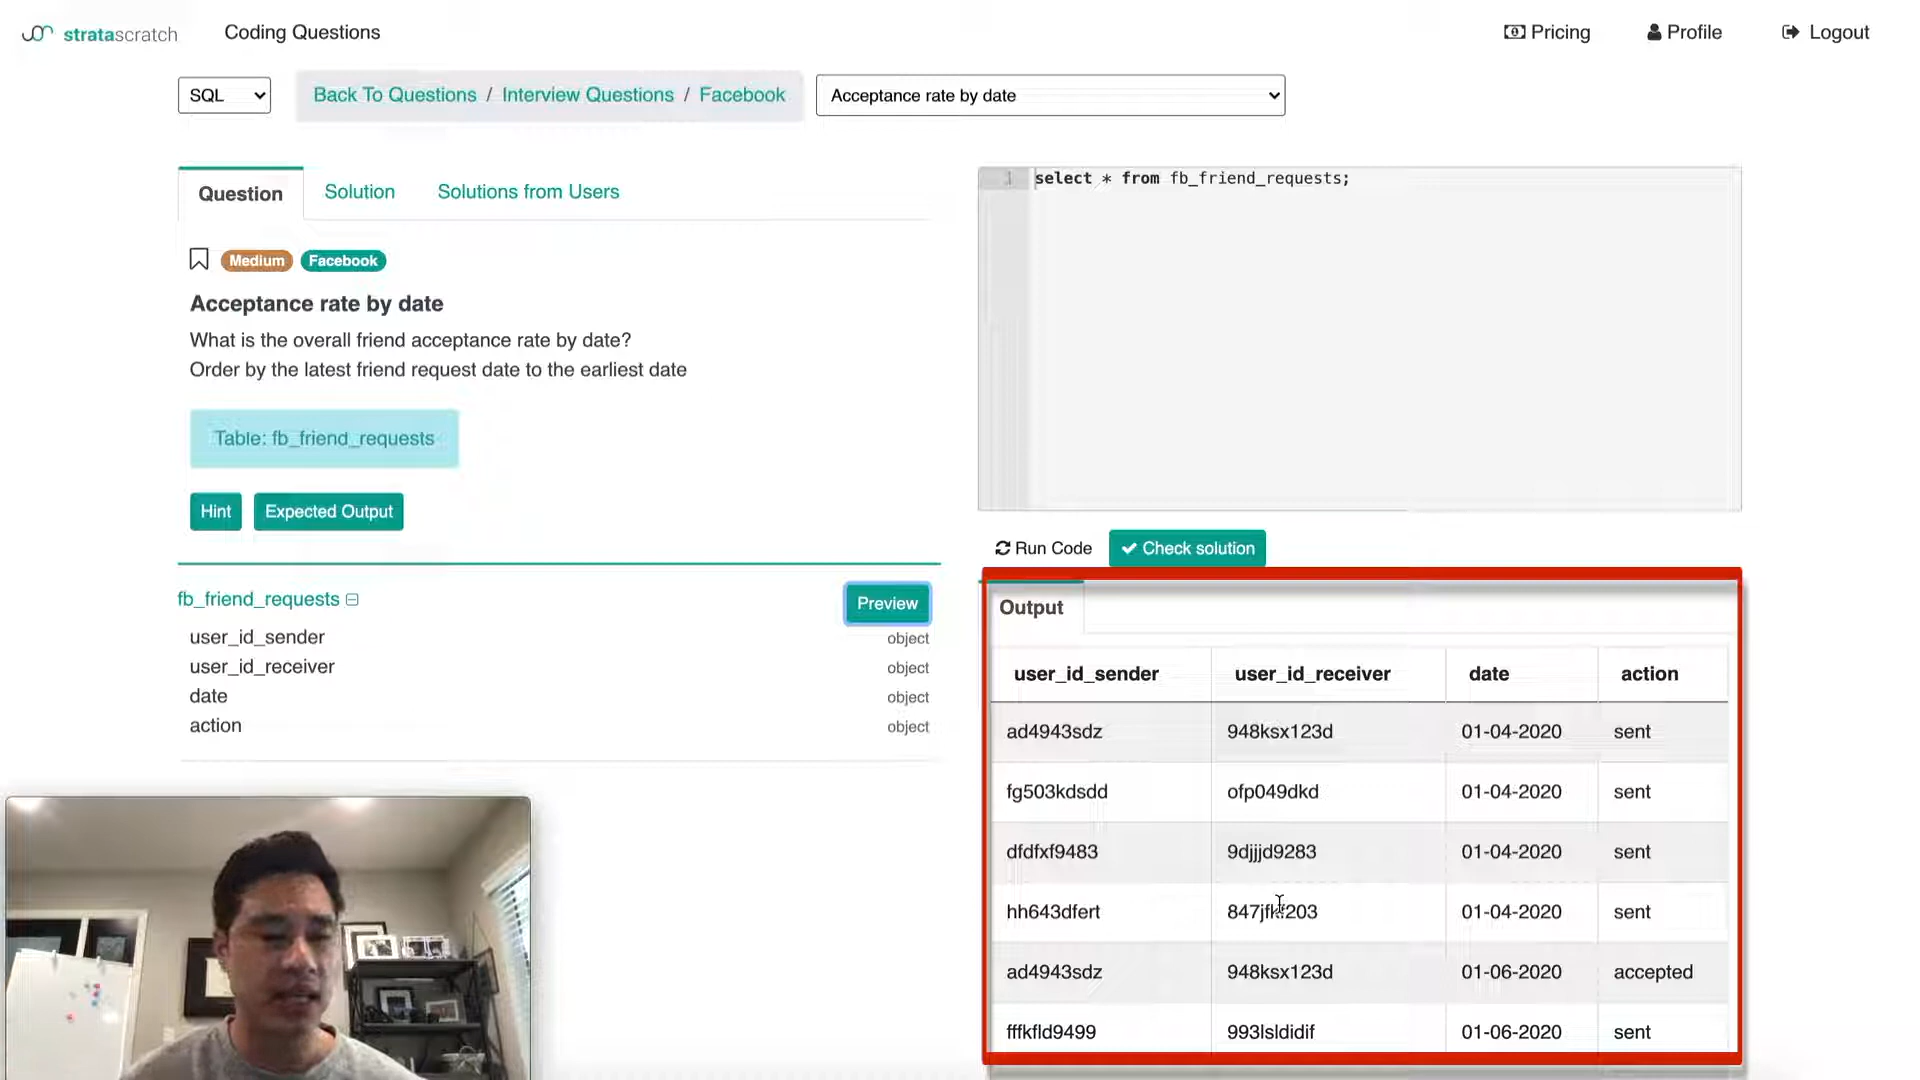 stratascratch
Coding Questions
Pricing
Profile
Logout
SQL
Back To Questions / Interview Questions / Facebook
Acceptance rate by date
Question
Solution
Solutions from Users
Medium
Facebook
Acceptance rate by date
What is the overall friend acceptance rate by date?
Order by the latest friend request date to the earliest date
Table: fb_friend_requests
Hint
Expected Output
fb_friend_requests
Preview
user_id_sender object
user_id_receiver object
date object
action object
1 select * from fb_friend_requests;
Run Code
Check solution
Output
user_id_sender user_id_receiver date action
ad4943sdz 948ksx123d 01-04-2020 sent
fg503kdsdd ofp049dkd 01-04-2020 sent
dfdfxf9483 9djjjd9283 01-04-2020 sent
hh643dfert 847jfkf203 01-04-2020 sent
ad4943sdz 948ksx123d 01-06-2020 accepted
fffkfld9499 993lsldidif 01-06-2020 sent